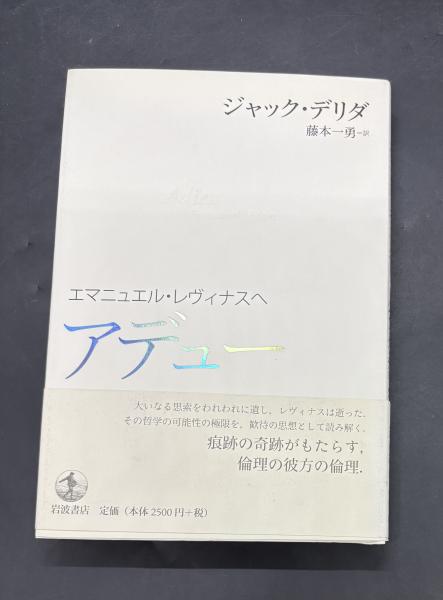 ジャック・デリダ
藤本一勇―訳
Adieu
エマニュエル・レヴィナスへ
アデュー
大いなる思索をわれわれに遺し，レヴィナスは逝った．
その哲学の可能性の極限を，歓待の思想として読み解く．
痕跡の奇跡がもたらす，
倫理の彼方の倫理．
岩波書店 定価（本体2500円+税）